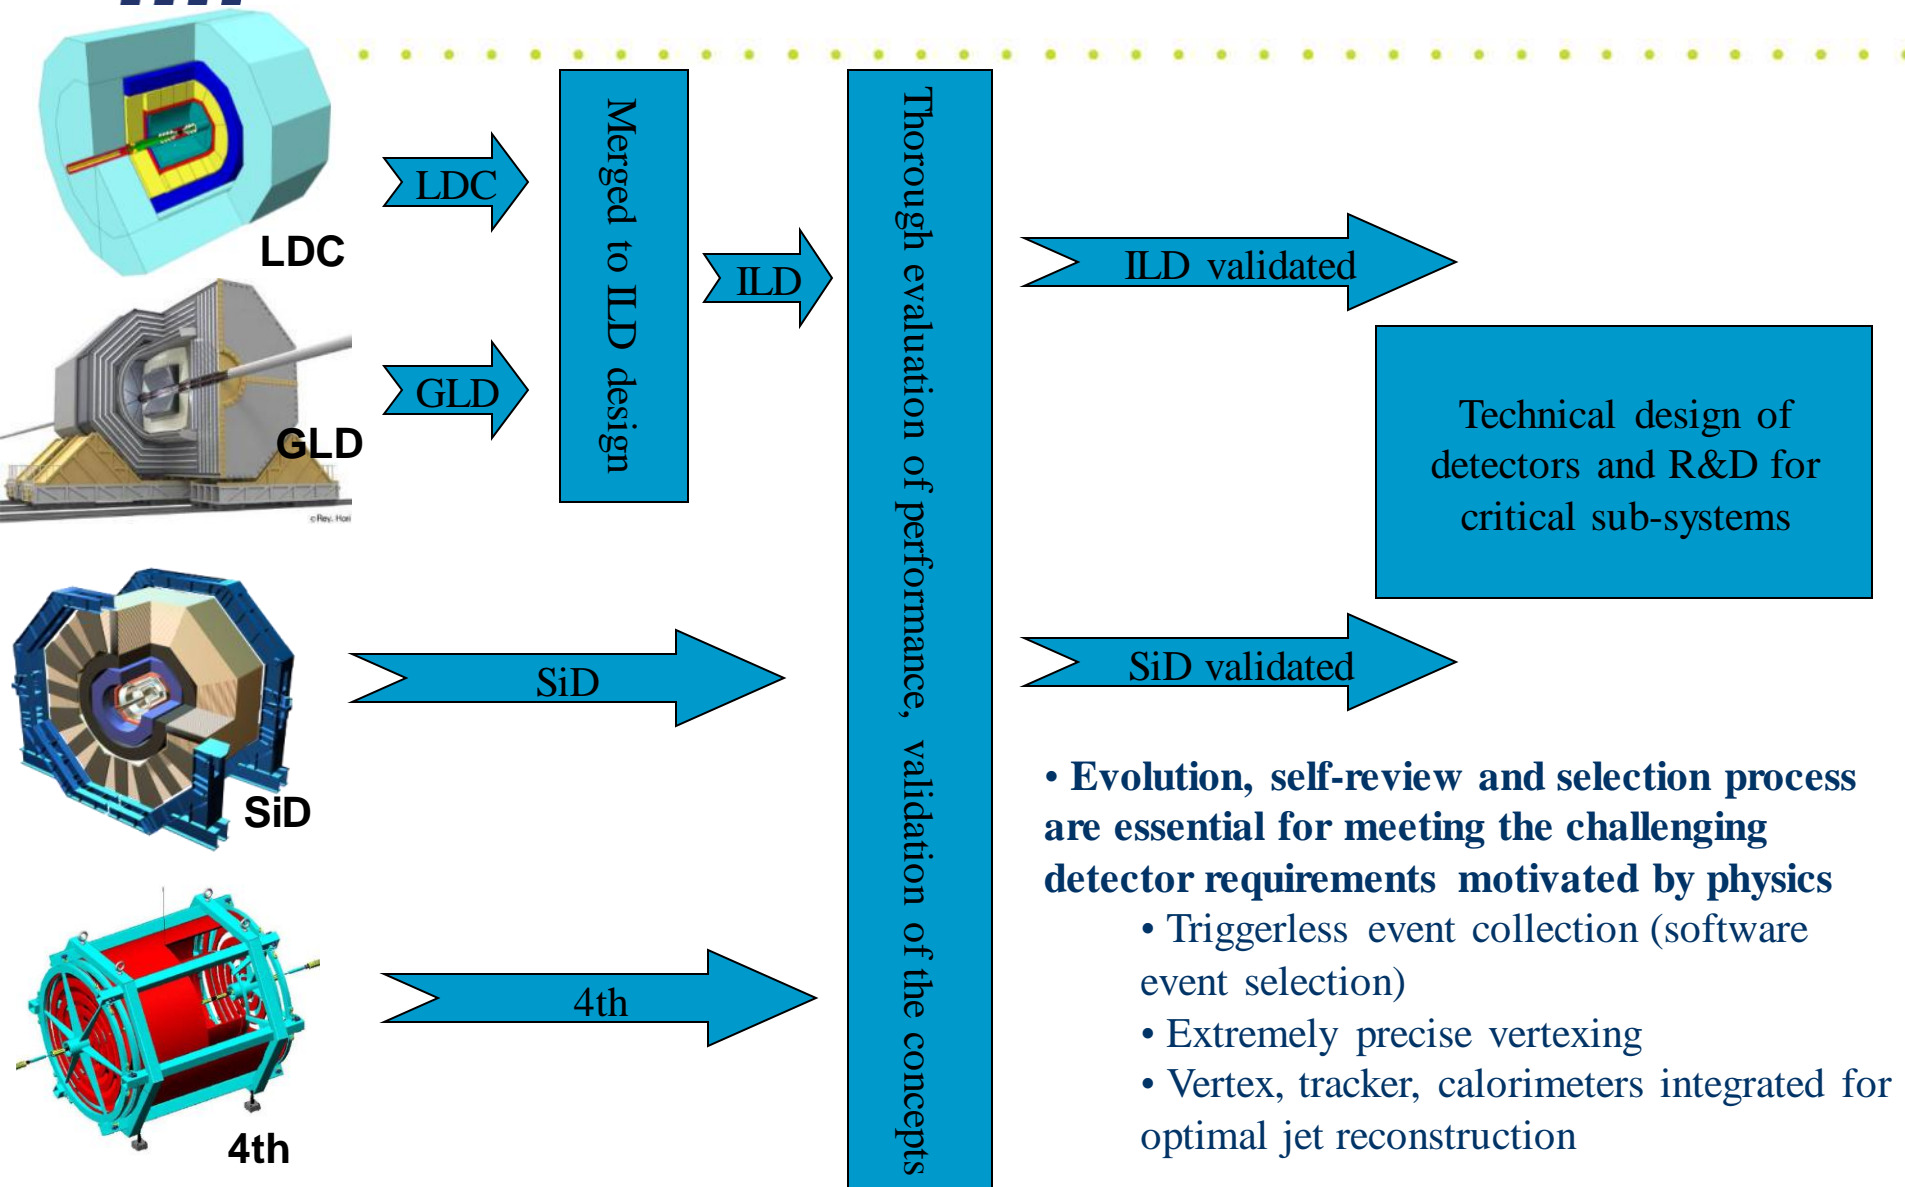 LDC
GLD
©Rey. Hori
SiD
4th
LDC
GLD
Merged to ILD design
ILD
SiD
4th
Thorough evaluation of performance, validation of the concepts
ILD validated
Technical design of
detectors and R&D for
critical sub-systems
SiD validated
• Evolution, self-review and selection process
are essential for meeting the challenging
detector requirements motivated by physics
• Triggerless event collection (software
event selection)
• Extremely precise vertexing
• Vertex, tracker, calorimeters integrated for
optimal jet reconstruction